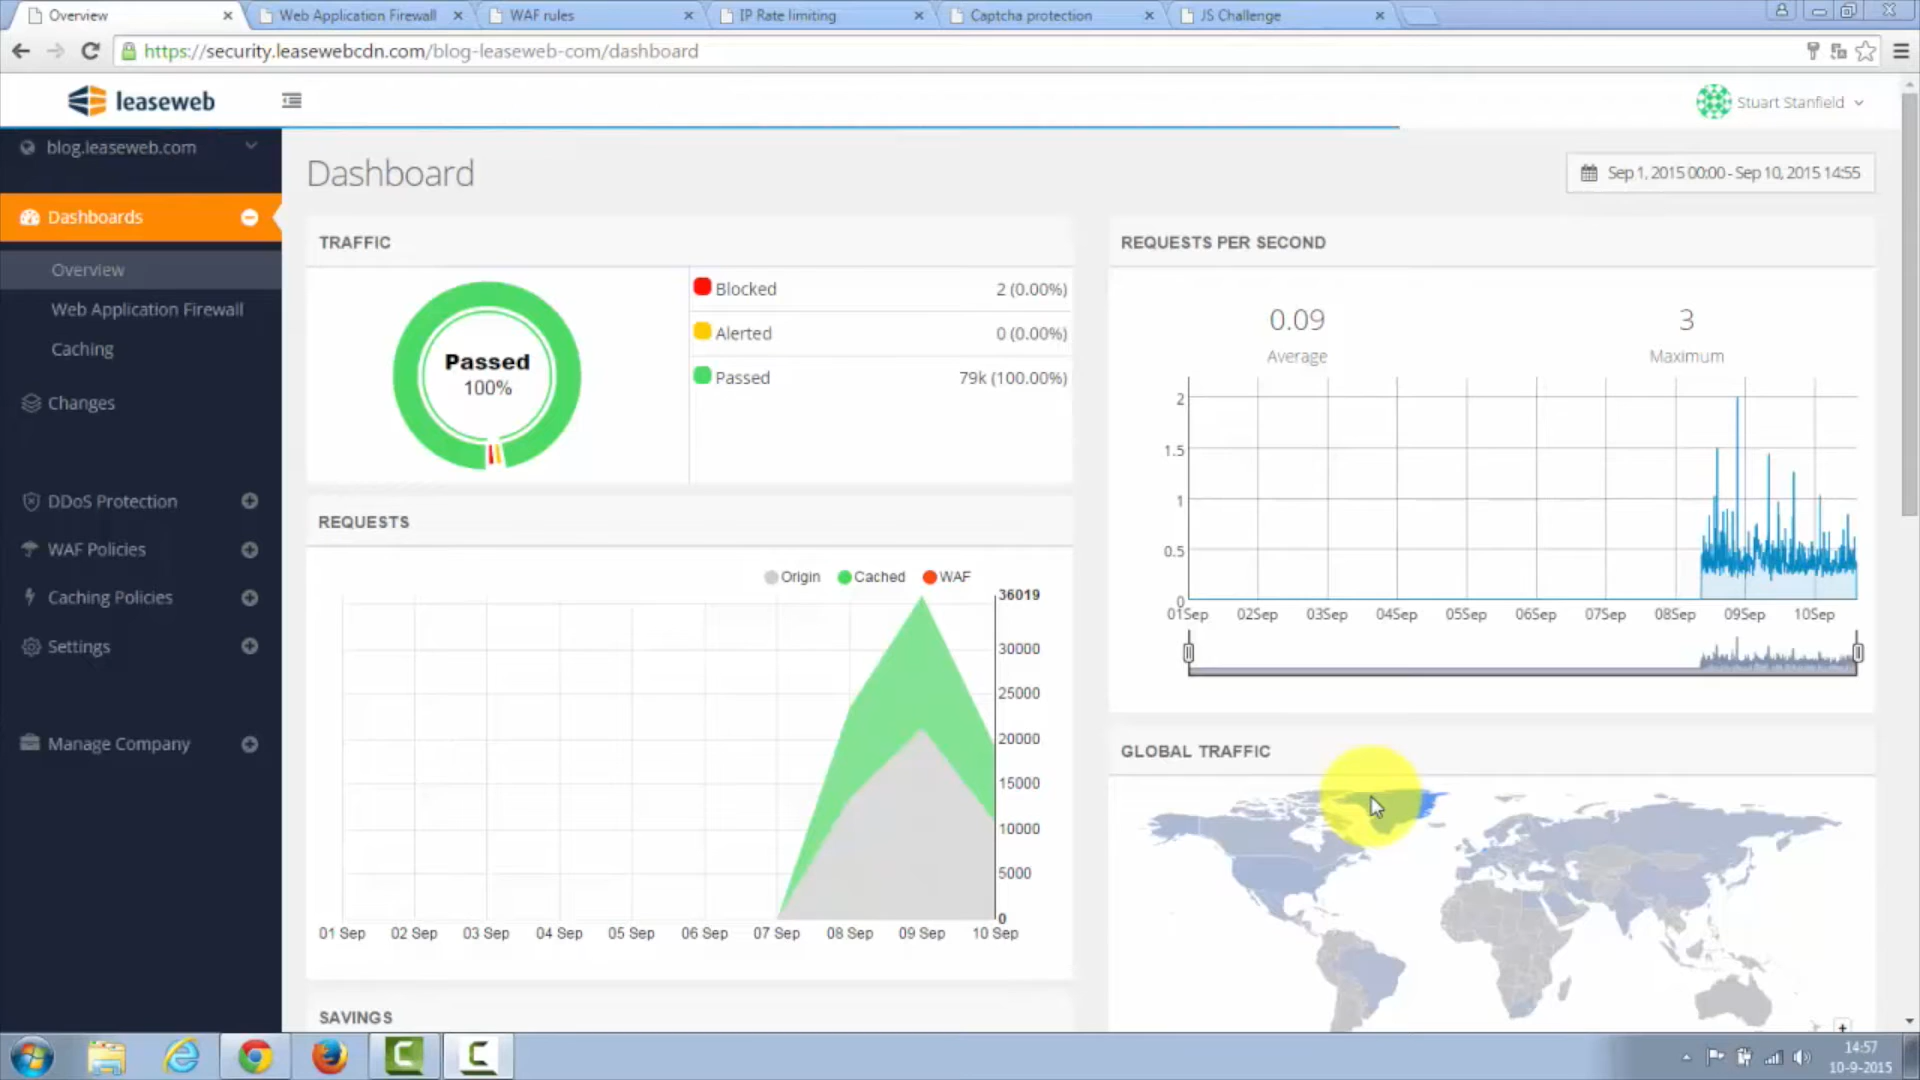 Overview
Web Application Firewall
WAF rules
IP Rate limiting
Captcha protection
JS Challenge
https://security.leasewebcdn.com/blog-leaseweb-com/dashboard
leaseweb
Stuart Stanfield
blog.leaseweb.com
Dashboards
Overview
Web Application Firewall
Caching
Changes
DDoS Protection
WAF Policies
Caching Policies
Settings
Manage Company
Dashboard
Sep 1, 2015 00:00 - Sep 10, 2015 14:55
TRAFFIC
Passed
100%
Blocked 2 (0.00%)
Alerted 0 (0.00%)
Passed 79k (100.00%)
REQUESTS
Origin Cached WAF
36019
30000
25000
20000
15000
10000
5000
0
01 Sep 02 Sep 03 Sep 04 Sep 05 Sep 06 Sep 07 Sep 08 Sep 09 Sep 10 Sep
SAVINGS
REQUESTS PER SECOND
0.09
Average
3
Maximum
2
1.5
1
0.5
0
01Sep 02Sep 03Sep 04Sep 05Sep 06Sep 07Sep 08Sep 09Sep 10Sep
GLOBAL TRAFFIC
+
14:57
10-9-2015